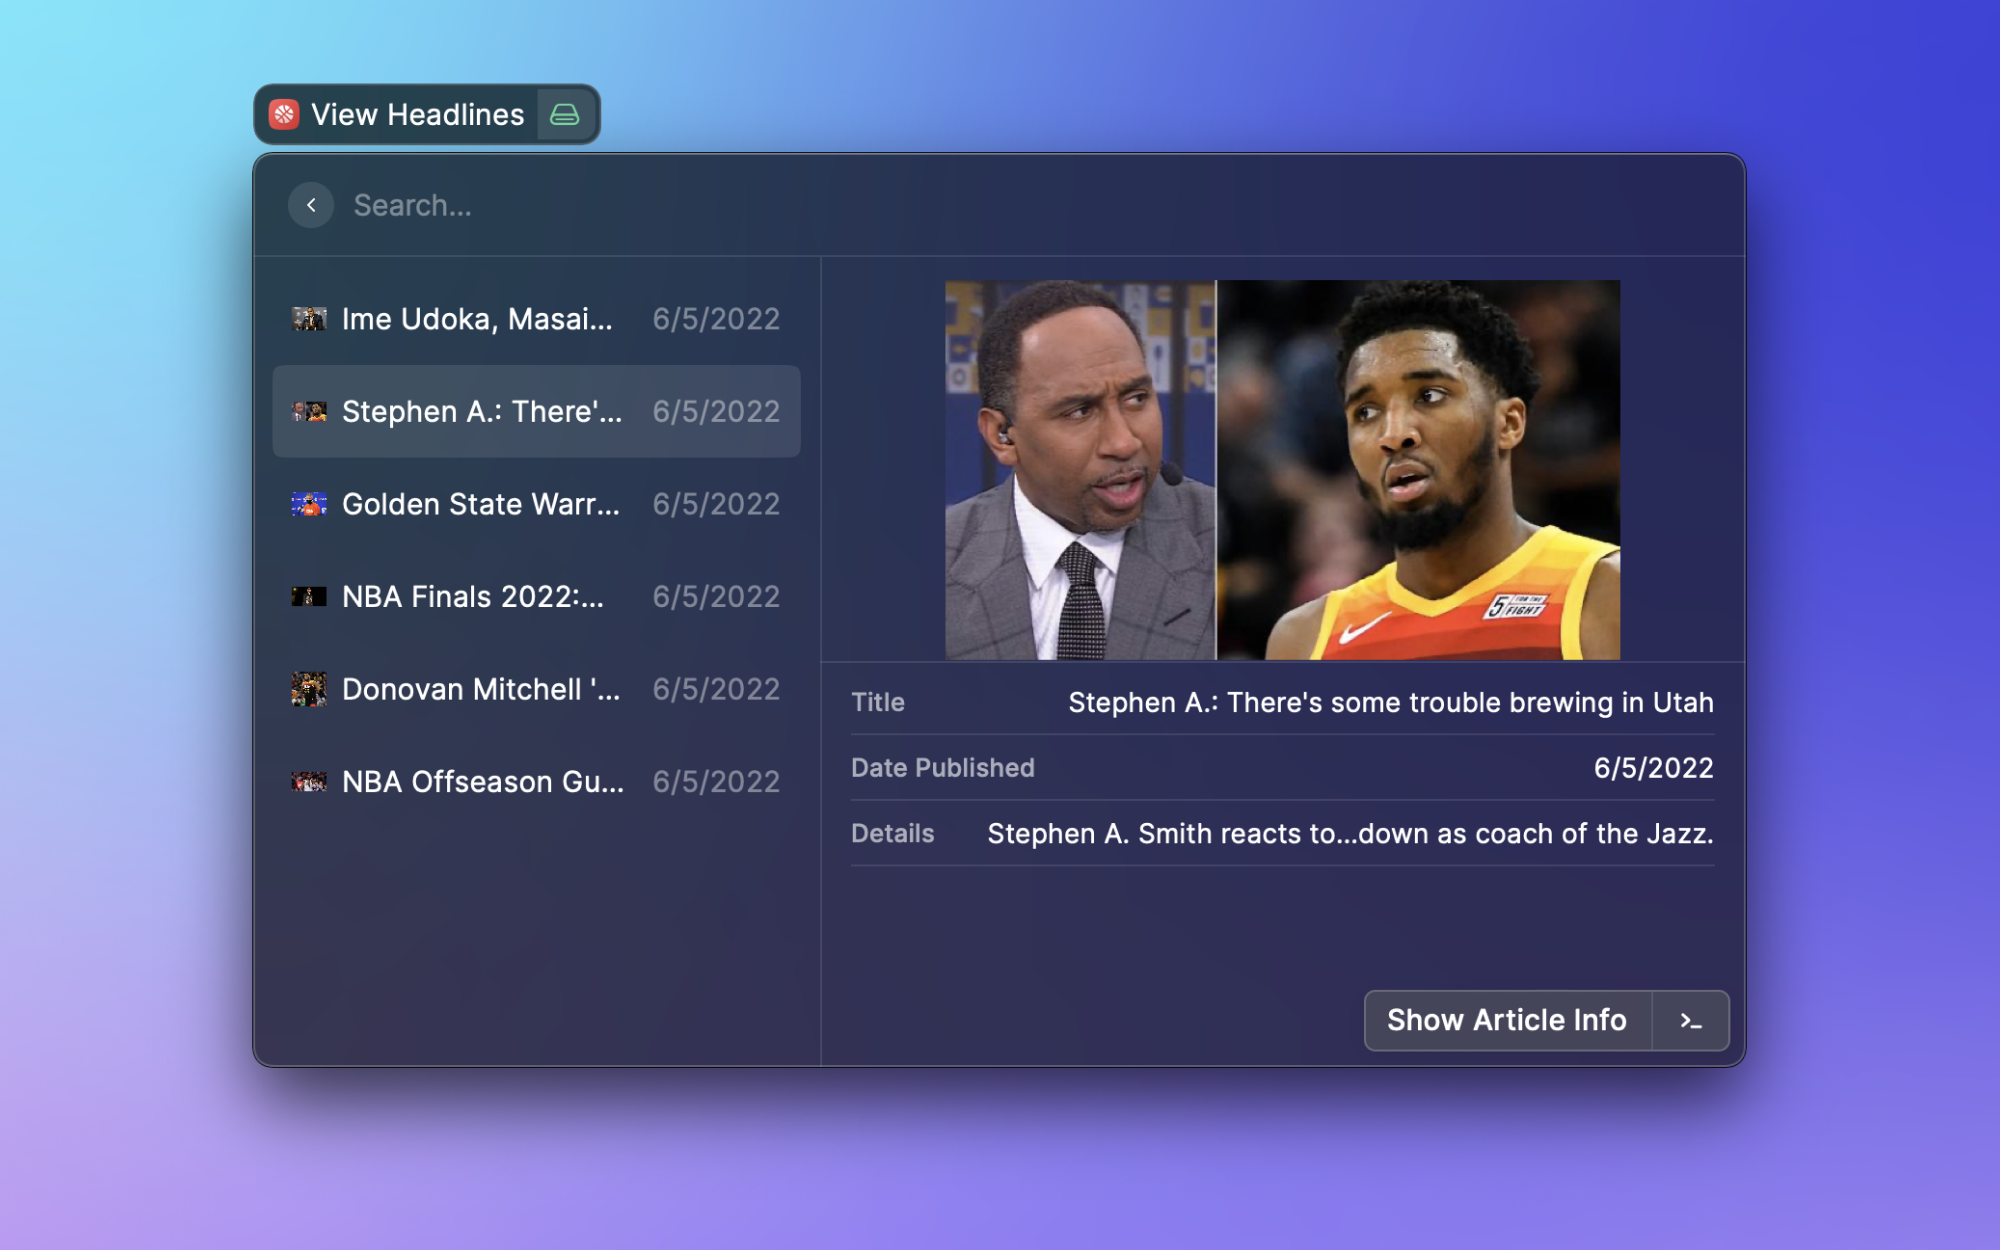 View Headlines
Search...
Ime Udoka, Masai... 6/5/2022
Stephen A.: There'... 6/5/2022
Golden State Warr... 6/5/2022
NBA Finals 2022:... 6/5/2022
Donovan Mitchell '... 6/5/2022
NBA Offseason Gu... 6/5/2022
5 FOR THE
FIGHT
Title Stephen A.: There's some trouble brewing in Utah
Date Published 6/5/2022
Details Stephen A. Smith reacts to...down as coach of the Jazz.
Show Article Info >_